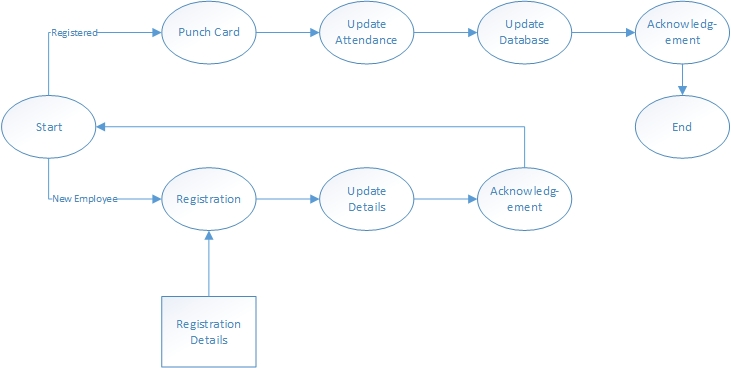 Registered
Punch Card
Update
Attendance
Update
Database
Acknowledg-
ement
Start
End
New Employee
Registration
Update
Details
Acknowledg-
ement
Registration
Details